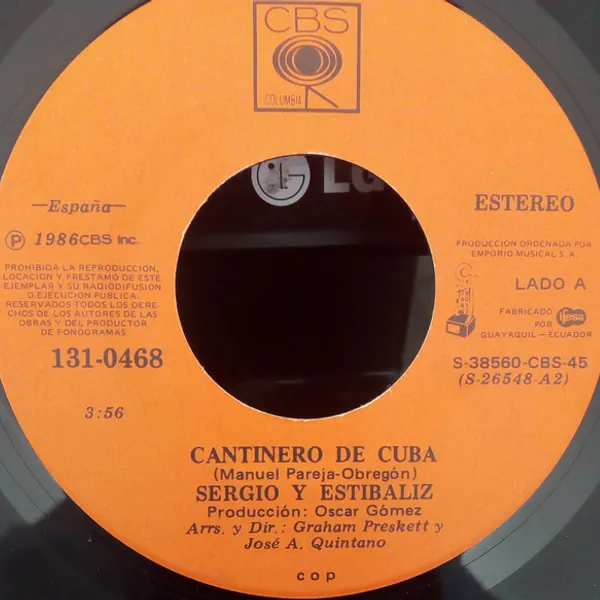 CBS
COLUMBIA
LG
—España—
ESTEREO
Ⓟ 1986 CBS Inc.
PROHIBIDA LA REPRODUCCION,
LOCACION Y PRESTAMO DE ESTE
EJEMPLAR Y SU RADIODIFUSION
O EJECUCION PUBLICA.
RESERVADOS TODOS LOS DERE-
CHOS DE LOS AUTORES DE LAS
OBRAS Y DEL PRODUCTOR
DE FONOGRAMAS.
131-0468
3:56
PRODUCCION ORDENADA POR
EMPORIO MUSICAL S. A.
LADO A
FABRICADO
POR
GUAYAQUIL — ECUADOR
S-38560-CBS-45
(S-26548-A2)
CANTINERO DE CUBA
(Manuel Pareja-Obregón)
SERGIO Y ESTIBALIZ
Producción: Oscar Gómez
Arrs. y Dir.: Graham Preskett y
José A. Quintano
cop